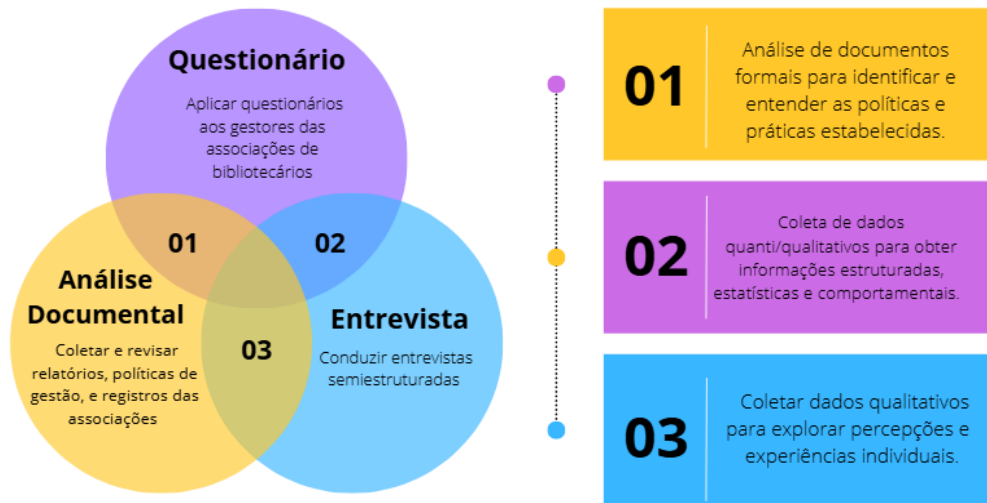 Questionário
Aplicar questionários
aos gestores das
associações de
bibliotecários
01
02
Análise
Documental
Coletar e revisar
relatórios, políticas de
gestão, e registros das
associações
03
Entrevista
Conduzir entrevistas
semiestruturadas
01
Análise de documentos
formais para identificar e
entender as políticas e
práticas estabelecidas.
02
Coleta de dados
quanti/qualitativos para obter
informações estruturadas,
estatísticas e comportamentais.
03
Coletar dados qualitativos
para explorar percepções e
experiências individuais.